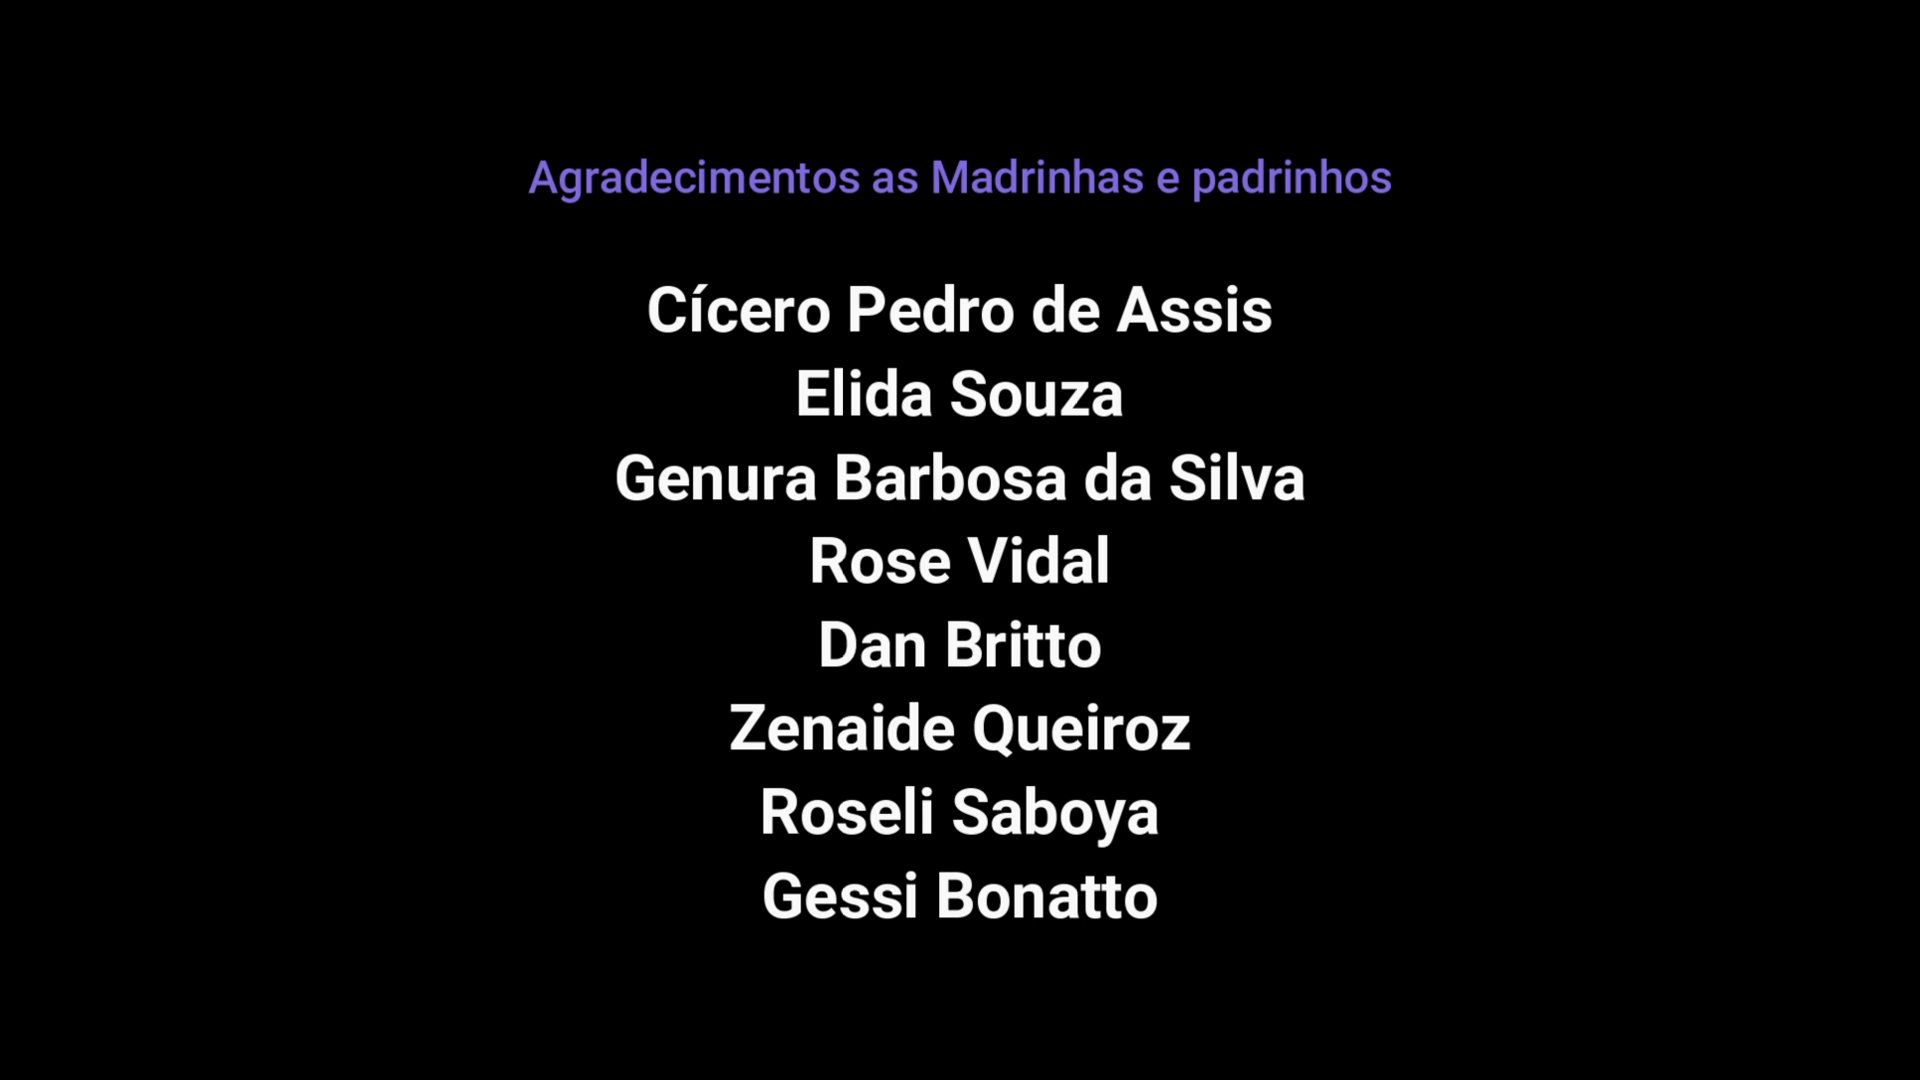 Agradecimentos as Madrinhas e padrinhos
Cícero Pedro de Assis
Elida Souza
Genura Barbosa da Silva
Rose Vidal
Dan Britto
Zenaide Queiroz
Roseli Saboya
Gessi Bonatto